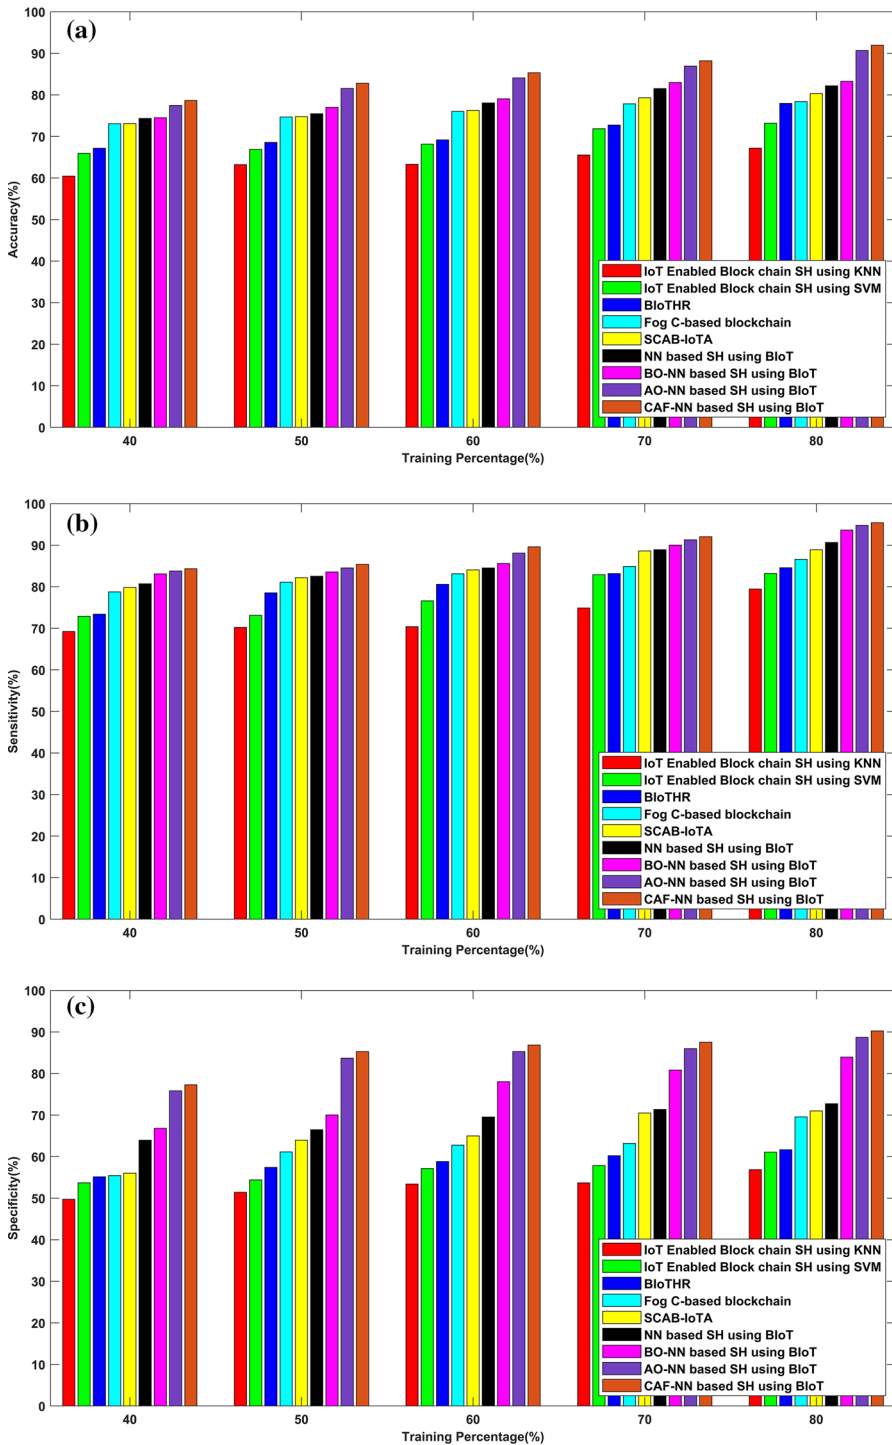 (a)
100
90
80
70
60
50
40
30
20
10
0
Accuracy(%)
IoT Enabled Block chain SH using KNN
IoT Enabled Block chain SH using SVM
BIoTHR
Fog C-based blockchain
SCAB-IoTA
NN based SH using BIoT
BO-NN based SH using BIoT
AO-NN based SH using BIoT
CAF-NN based SH using BIoT
40 50 60 70 80
Training Percentage(%)
(b)
100
90
80
70
60
50
40
30
20
10
0
Sensitivity(%)
IoT Enabled Block chain SH using KNN
IoT Enabled Block chain SH using SVM
BIoTHR
Fog C-based blockchain
SCAB-IoTA
NN based SH using BIoT
BO-NN based SH using BIoT
AO-NN based SH using BIoT
CAF-NN based SH using BIoT
40 50 60 70 80
Training Percentage(%)
(c)
100
90
80
70
60
50
40
30
20
10
0
Specificity(%)
IoT Enabled Block chain SH using KNN
IoT Enabled Block chain SH using SVM
BIoTHR
Fog C-based blockchain
SCAB-IoTA
NN based SH using BIoT
BO-NN based SH using BIoT
AO-NN based SH using BIoT
CAF-NN based SH using BIoT
40 50 60 70 80
Training Percentage(%)